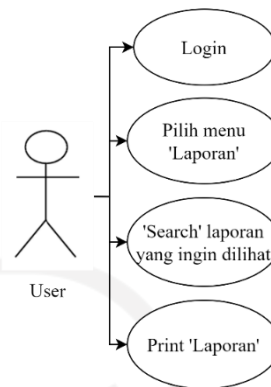 Login
Pilih menu
'Laporan'
'Search' laporan
yang ingin dilihat
User
Print 'Laporan'